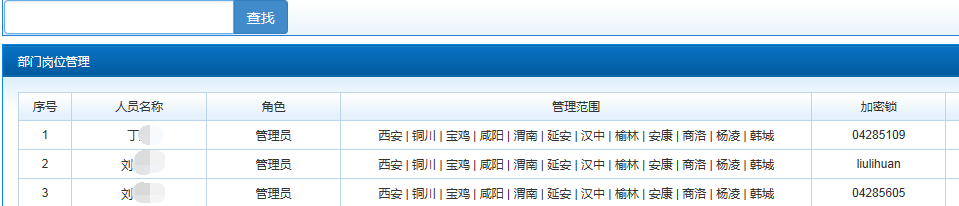 查找
部门岗位管理
序号 人员名称 角色 管理范围 加密锁
1 丁 管理员 西安 | 铜川 | 宝鸡 | 咸阳 | 渭南 | 延安 | 汉中 | 榆林 | 安康 | 商洛 | 杨凌 | 韩城 04285109
2 刘 管理员 西安 | 铜川 | 宝鸡 | 咸阳 | 渭南 | 延安 | 汉中 | 榆林 | 安康 | 商洛 | 杨凌 | 韩城 liulihuan
3 刘 管理员 西安 | 铜川 | 宝鸡 | 咸阳 | 渭南 | 延安 | 汉中 | 榆林 | 安康 | 商洛 | 杨凌 | 韩城 04285605